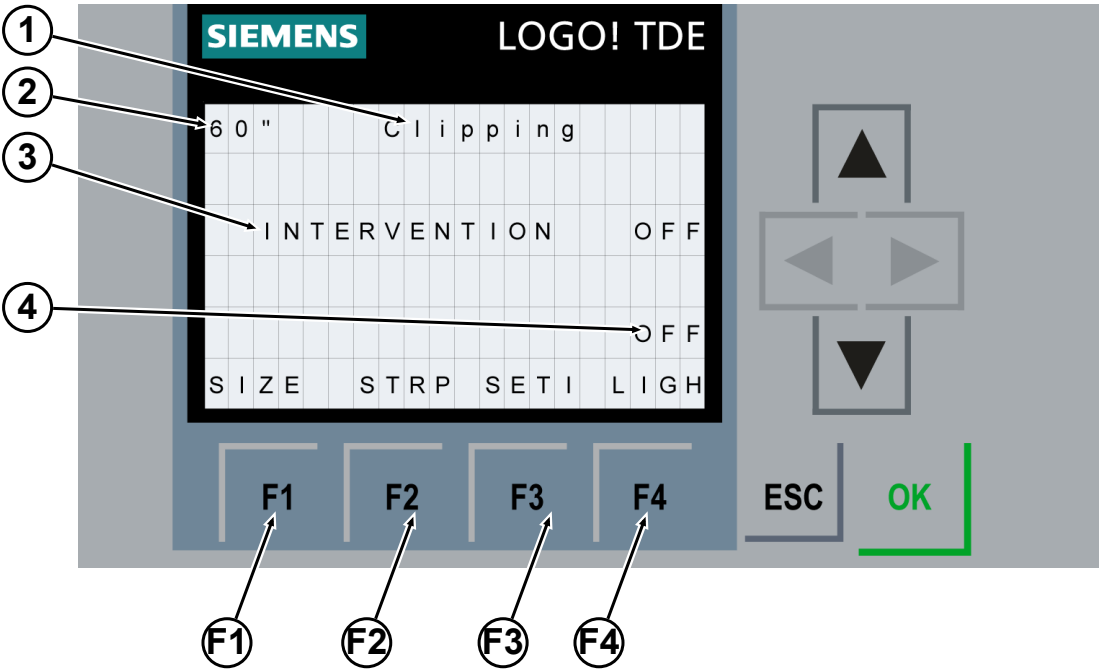 1
SIEMENS LOGO! TDE
2
60" Clipping
3
INTERVENTION OFF
4
OFF
SIZE STRP SETI LIGH
F1 F2 F3 F4 ESC OK
F1 F2 F3 F4